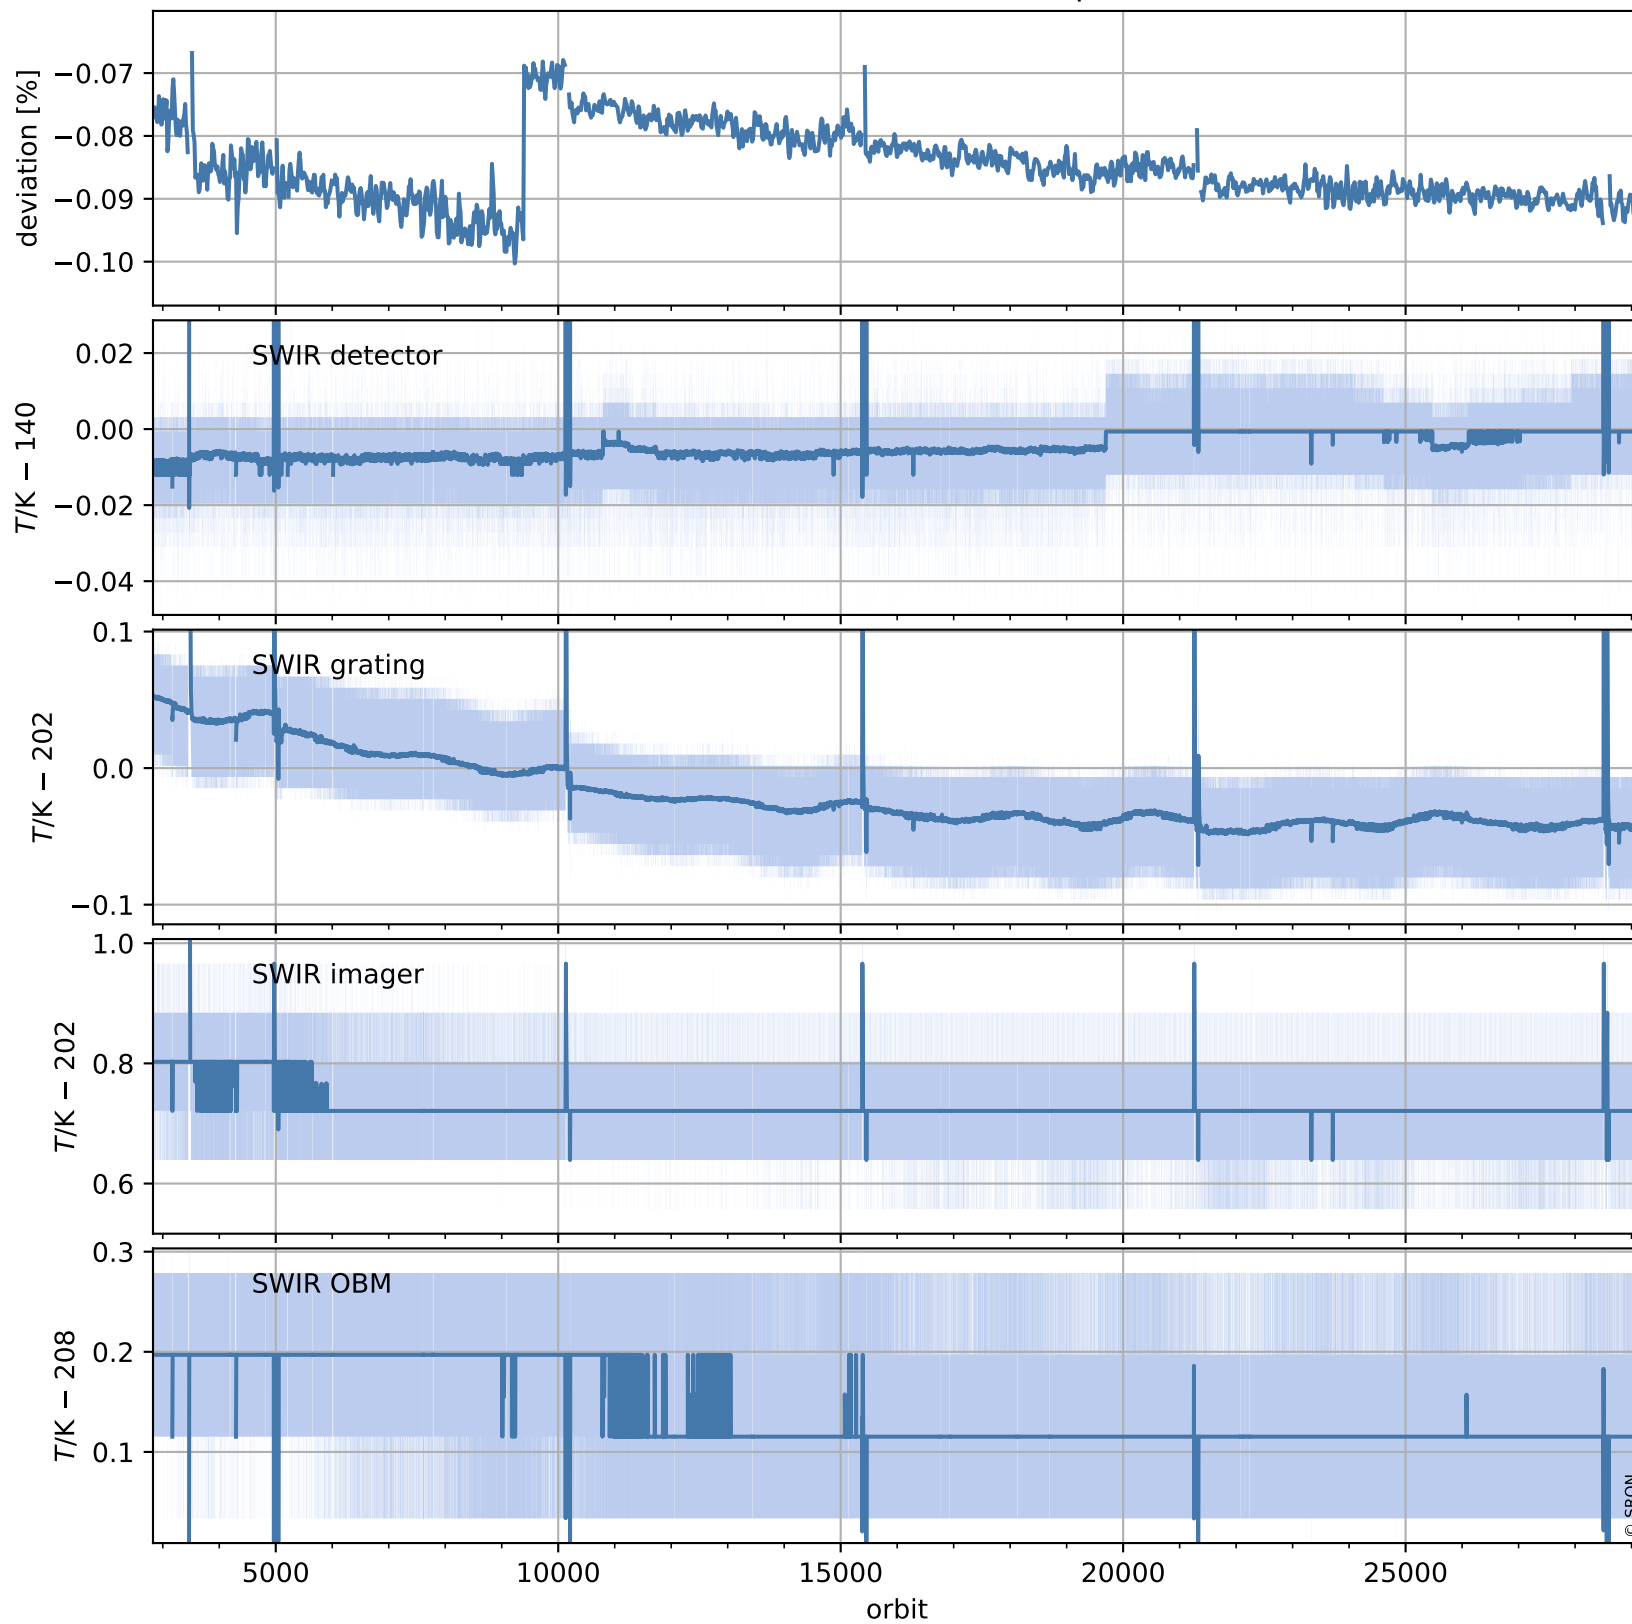 deviation [%]
−0.07
−0.08
−0.09
−0.10
SWIR detector
T/K − 140
0.02
0.00
−0.02
−0.04
SWIR grating
T/K − 202
0.1
0.0
−0.1
SWIR imager
T/K − 202
1.0
0.8
0.6
SWIR OBM
T/K − 208
0.3
0.2
0.1
© SRON
5000 10000 15000 20000 25000
orbit